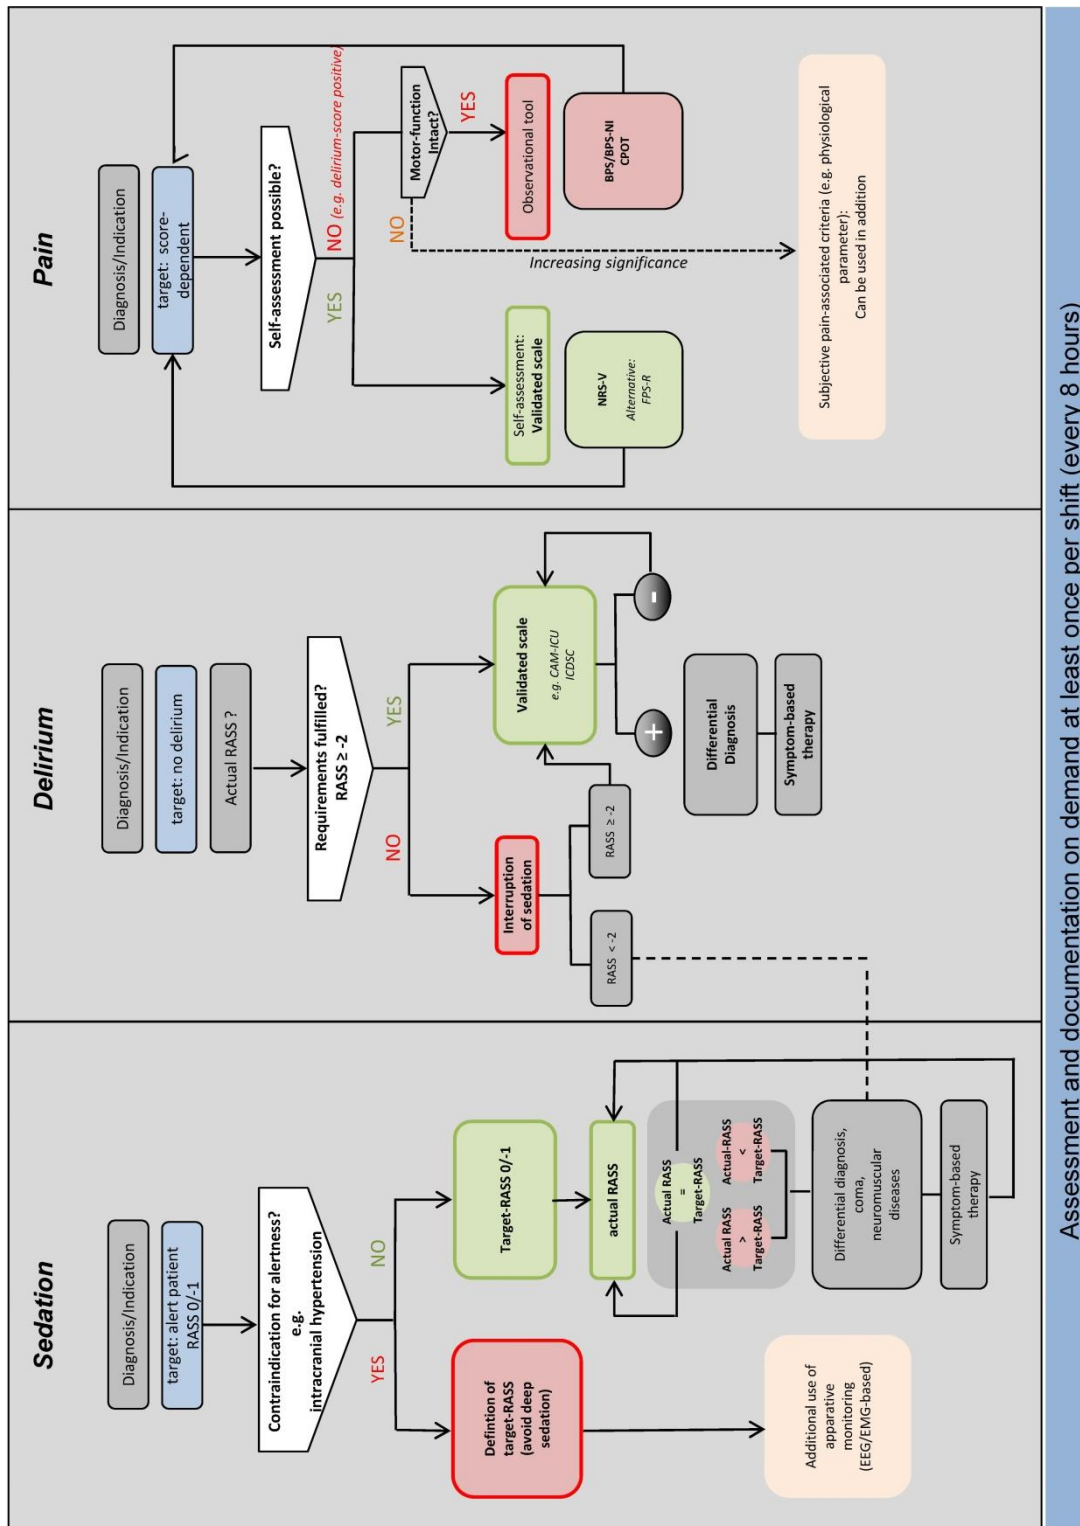 Sedation
Diagnosis/Indication
target: alert patient
RASS 0/-1
Contraindication for alertness?
e.g.
intracranial hypertension
YES
NO
Defintion of
target-RASS
(avoid deep
sedation)
Additional use of
apparative
monitoring
(EEG/EMG-based)
Target-RASS 0/-1
actual RASS
Actual RASS
=
Target-RASS
Actual RASS
>
Target-RASS
Actual-RASS
<
Target-RASS
Differential diagnosis,
coma,
neuromuscular
diseases
Symptom-based
therapy
Delirium
Diagnosis/Indication
target: no delirium
Actual RASS ?
Requirements fulfilled?
RASS ≥ -2
NO
YES
Interruption
of sedation
RASS < -2
RASS ≥ -2
Validated scale
e.g. CAM-ICU
ICDSC
+
-
Differential
Diagnosis
Symptom-based
therapy
Pain
Diagnosis/Indication
target: score-
dependent
Self-assessment possible?
YES
NO (e.g. delirium-score positive)
Self-assessment:
Validated scale
NRS-V
Alternative:
FPS-R
Motor-function
Intact?
NO
YES
Observational tool
BPS/BPS-NI
CPOT
Increasing significance
Subjective pain-associated criteria (e.g. physiological
parameter):
Can be used in addition
Assessment and documentation on demand at least once per shift (every 8 hours)